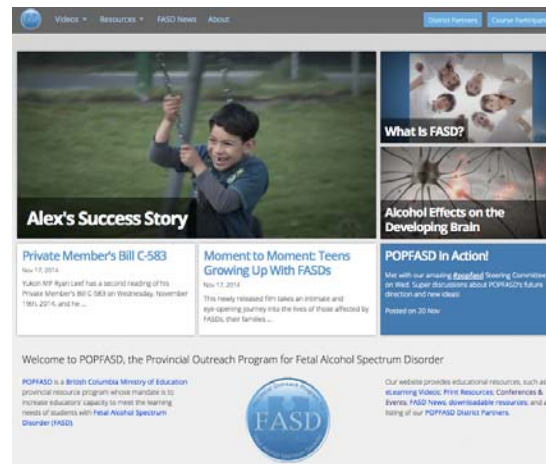 Videos
Resources
FASD News
About
District Partners
Course Participan
What Is FASD?
Alex's Success Story
Alcohol Effects on the
Developing Brain
Private Member's Bill C-583
Nov 17, 2014
Yukon MP Ryan Leef has a second reading of his
Private Member's Bill C-583 on Wednesday, November
19th, 2014, and he ...
Moment to Moment: Teens
Growing Up With FASDs
Nov 17, 2014
This newly released film takes an intimate and
eye-opening journey into the lives of those affected by
FASDs, their families ...
POPFASD In Action!
Met with our amazing #popfasd Steering Committee
on Wed. Super discussions about POPFASD's future
direction and new ideas!
Posted on 20 Nov
Welcome to POPFASD, the Provincial Outreach Program for Fetal Alcohol Spectrum Disorder
POPFASD is a British Columbia Ministry of Education
provincial resource program whose mandate is to
increase educators' capacity to meet the learning
needs of students with Fetal Alcohol Spectrum
Disorder (FASD).
FASD
Our website provides educational resources, such as
eLearning Videos, Print Resources, Conferences &
Events, FASD News, downloadable resources, and a
listing of our POPFASD District Partners.